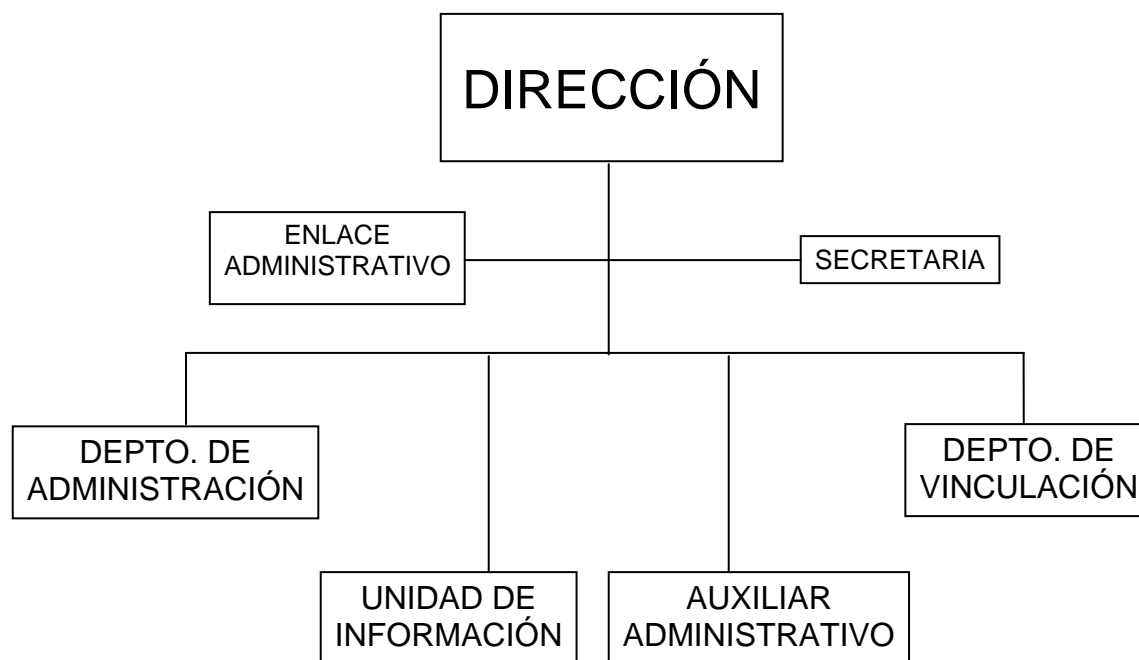 DIRECCIÓN
ENLACE
ADMINISTRATIVO
SECRETARIA
DEPTO. DE
ADMINISTRACIÓN
DEPTO. DE
VINCULACIÓN
UNIDAD DE
INFORMACIÓN
AUXILIAR
ADMINISTRATIVO